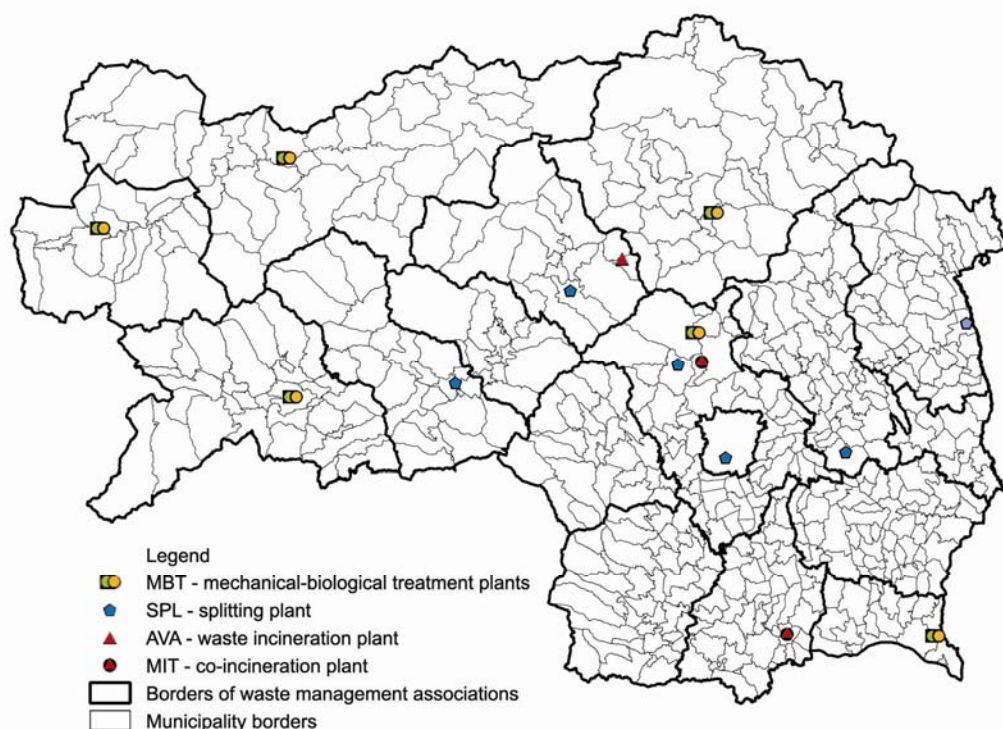 Legend
MBT - mechanical-biological treatment plants
SPL - splitting plant
AVA - waste incineration plant
MIT - co-incineration plant
Borders of waste management associations
Municipality borders